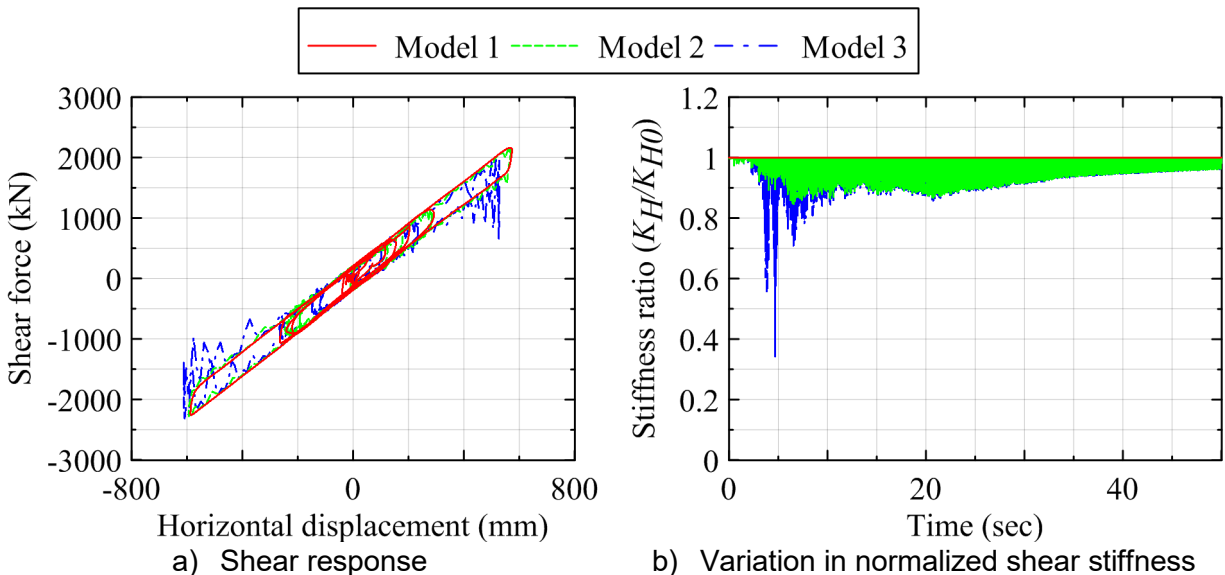 Model 1 Model 2 Model 3
3000
2000
1000
0
-1000
-2000
-3000
-800 0 800
Shear force (kN)
Horizontal displacement (mm)
a) Shear response
1.2
1
0.8
0.6
0.4
0.2
0
0 20 40
Stiffness ratio (KH/KH0)
Time (sec)
b) Variation in normalized shear stiffness